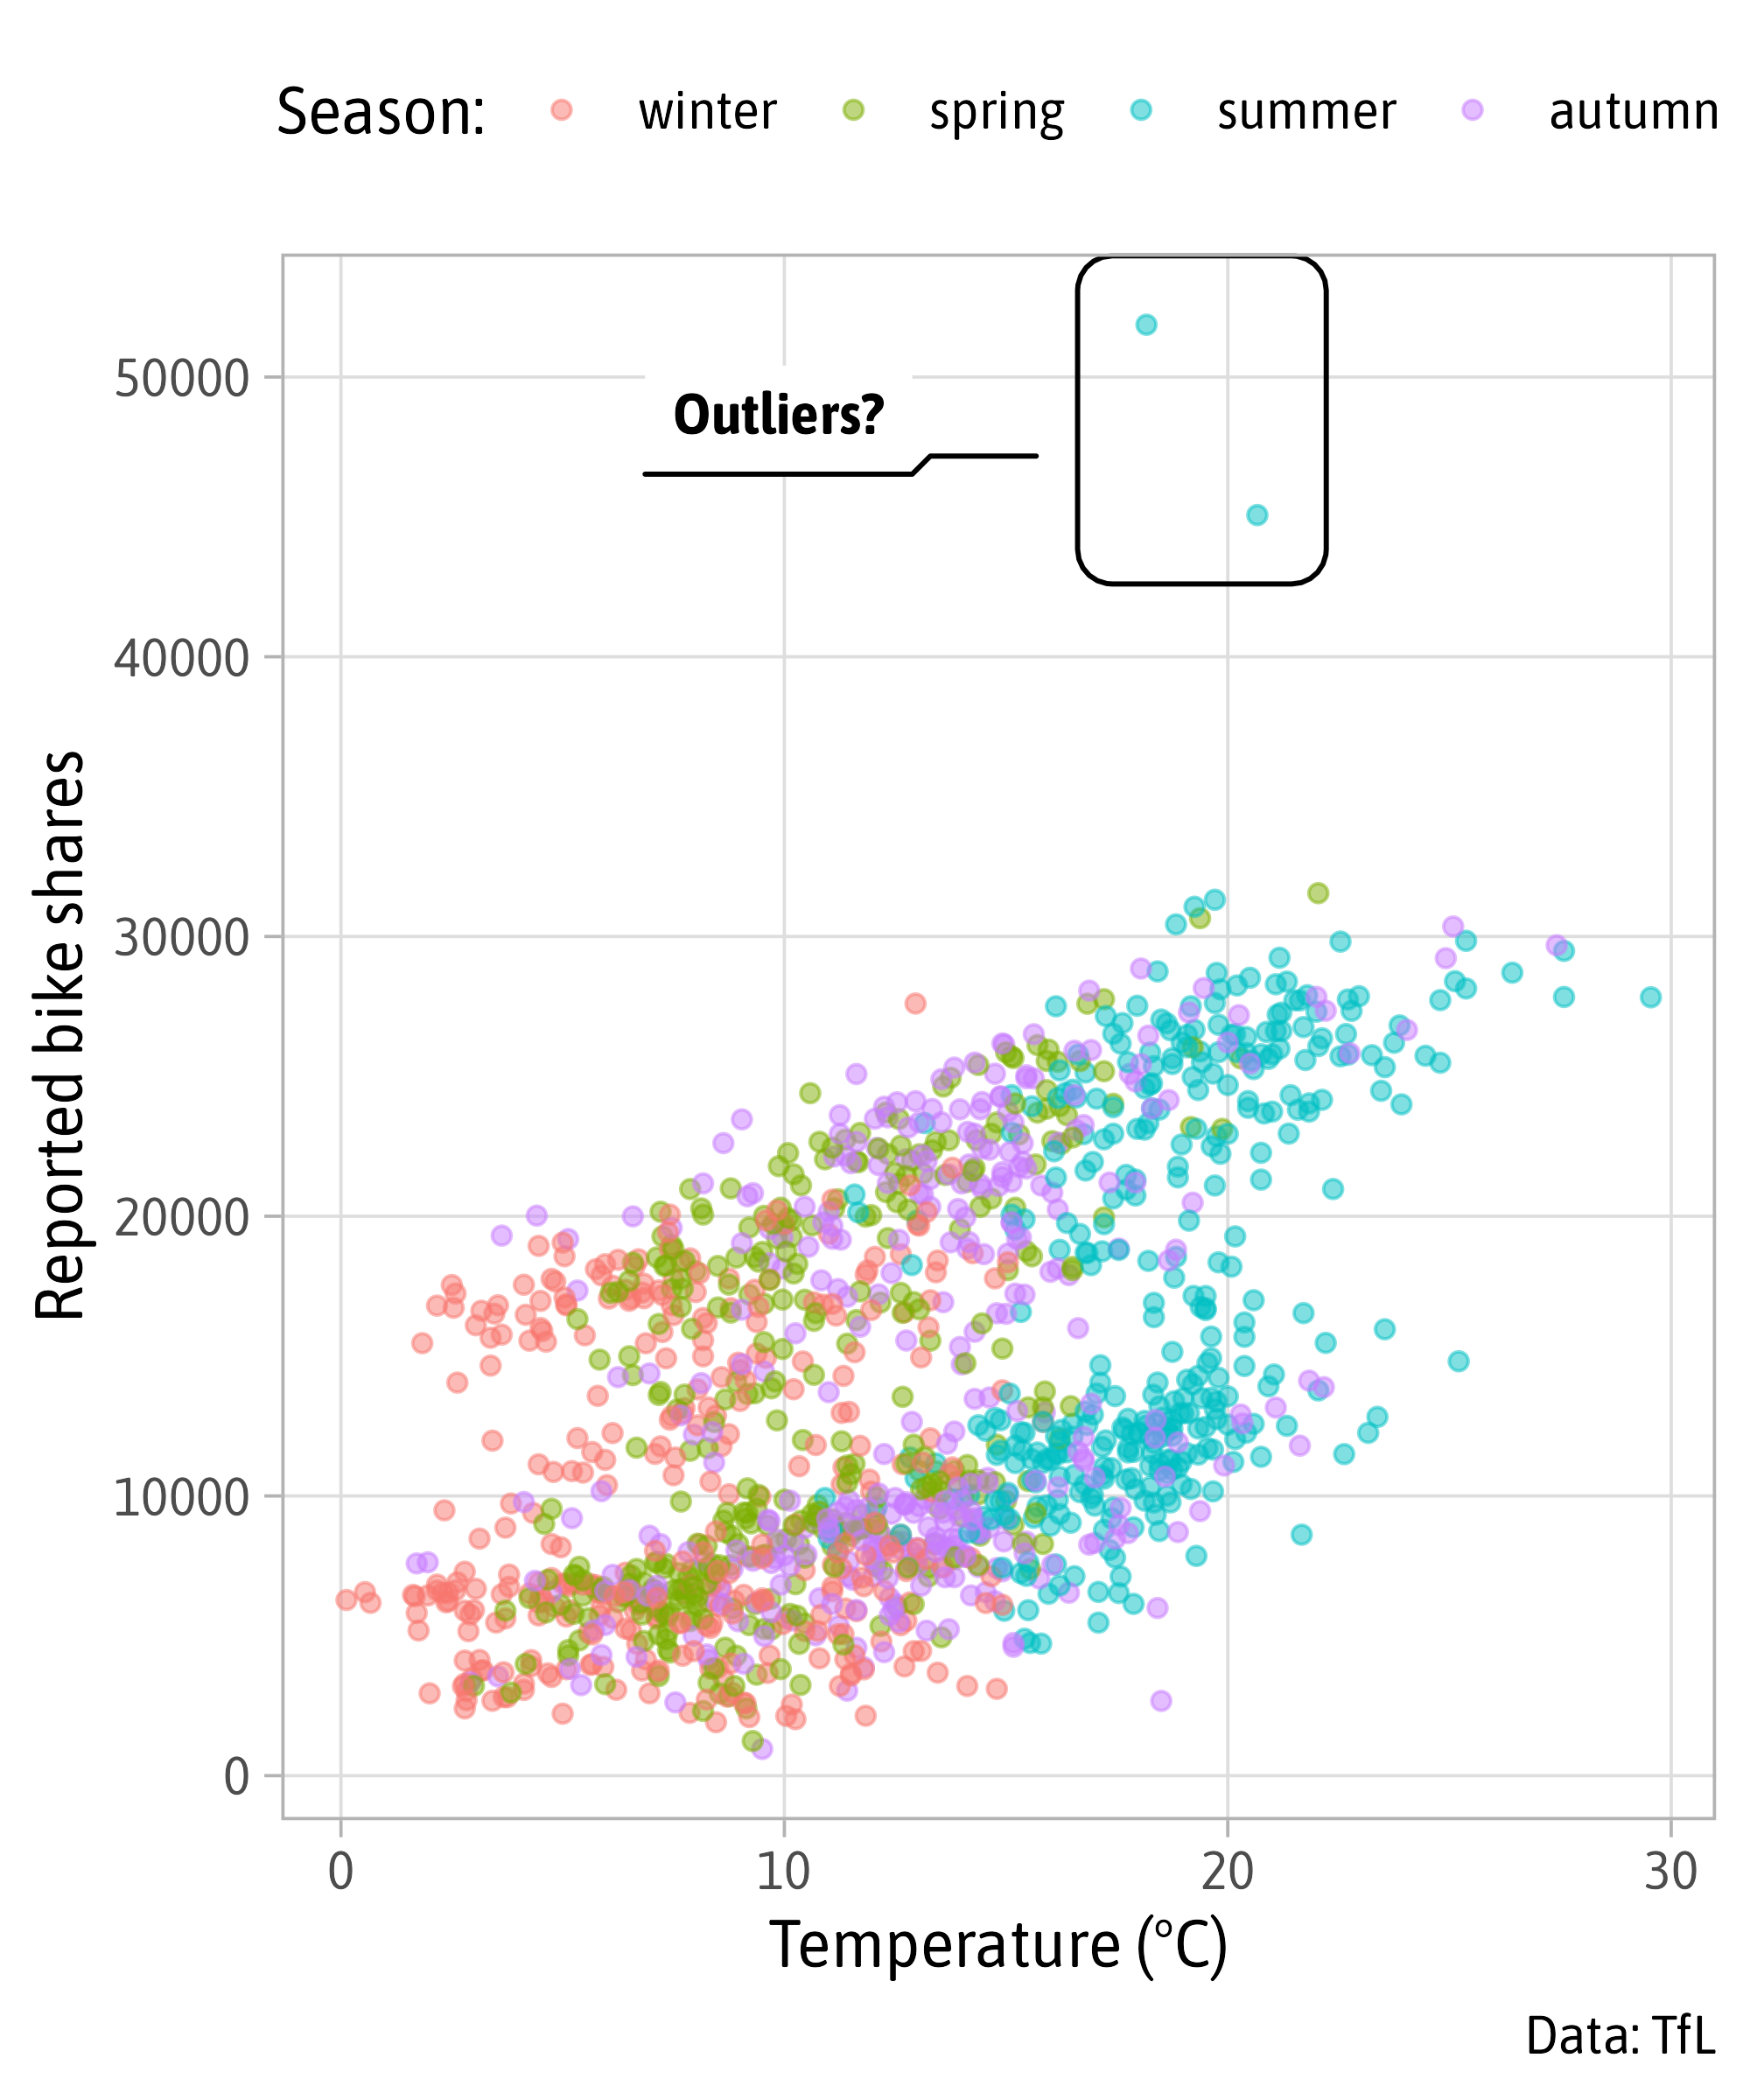 Season: winter spring summer autumn
Outliers?
50000
40000
30000
20000
10000
0
Reported bike shares
0 10 20 30
Temperature (°C)
Data: TfL